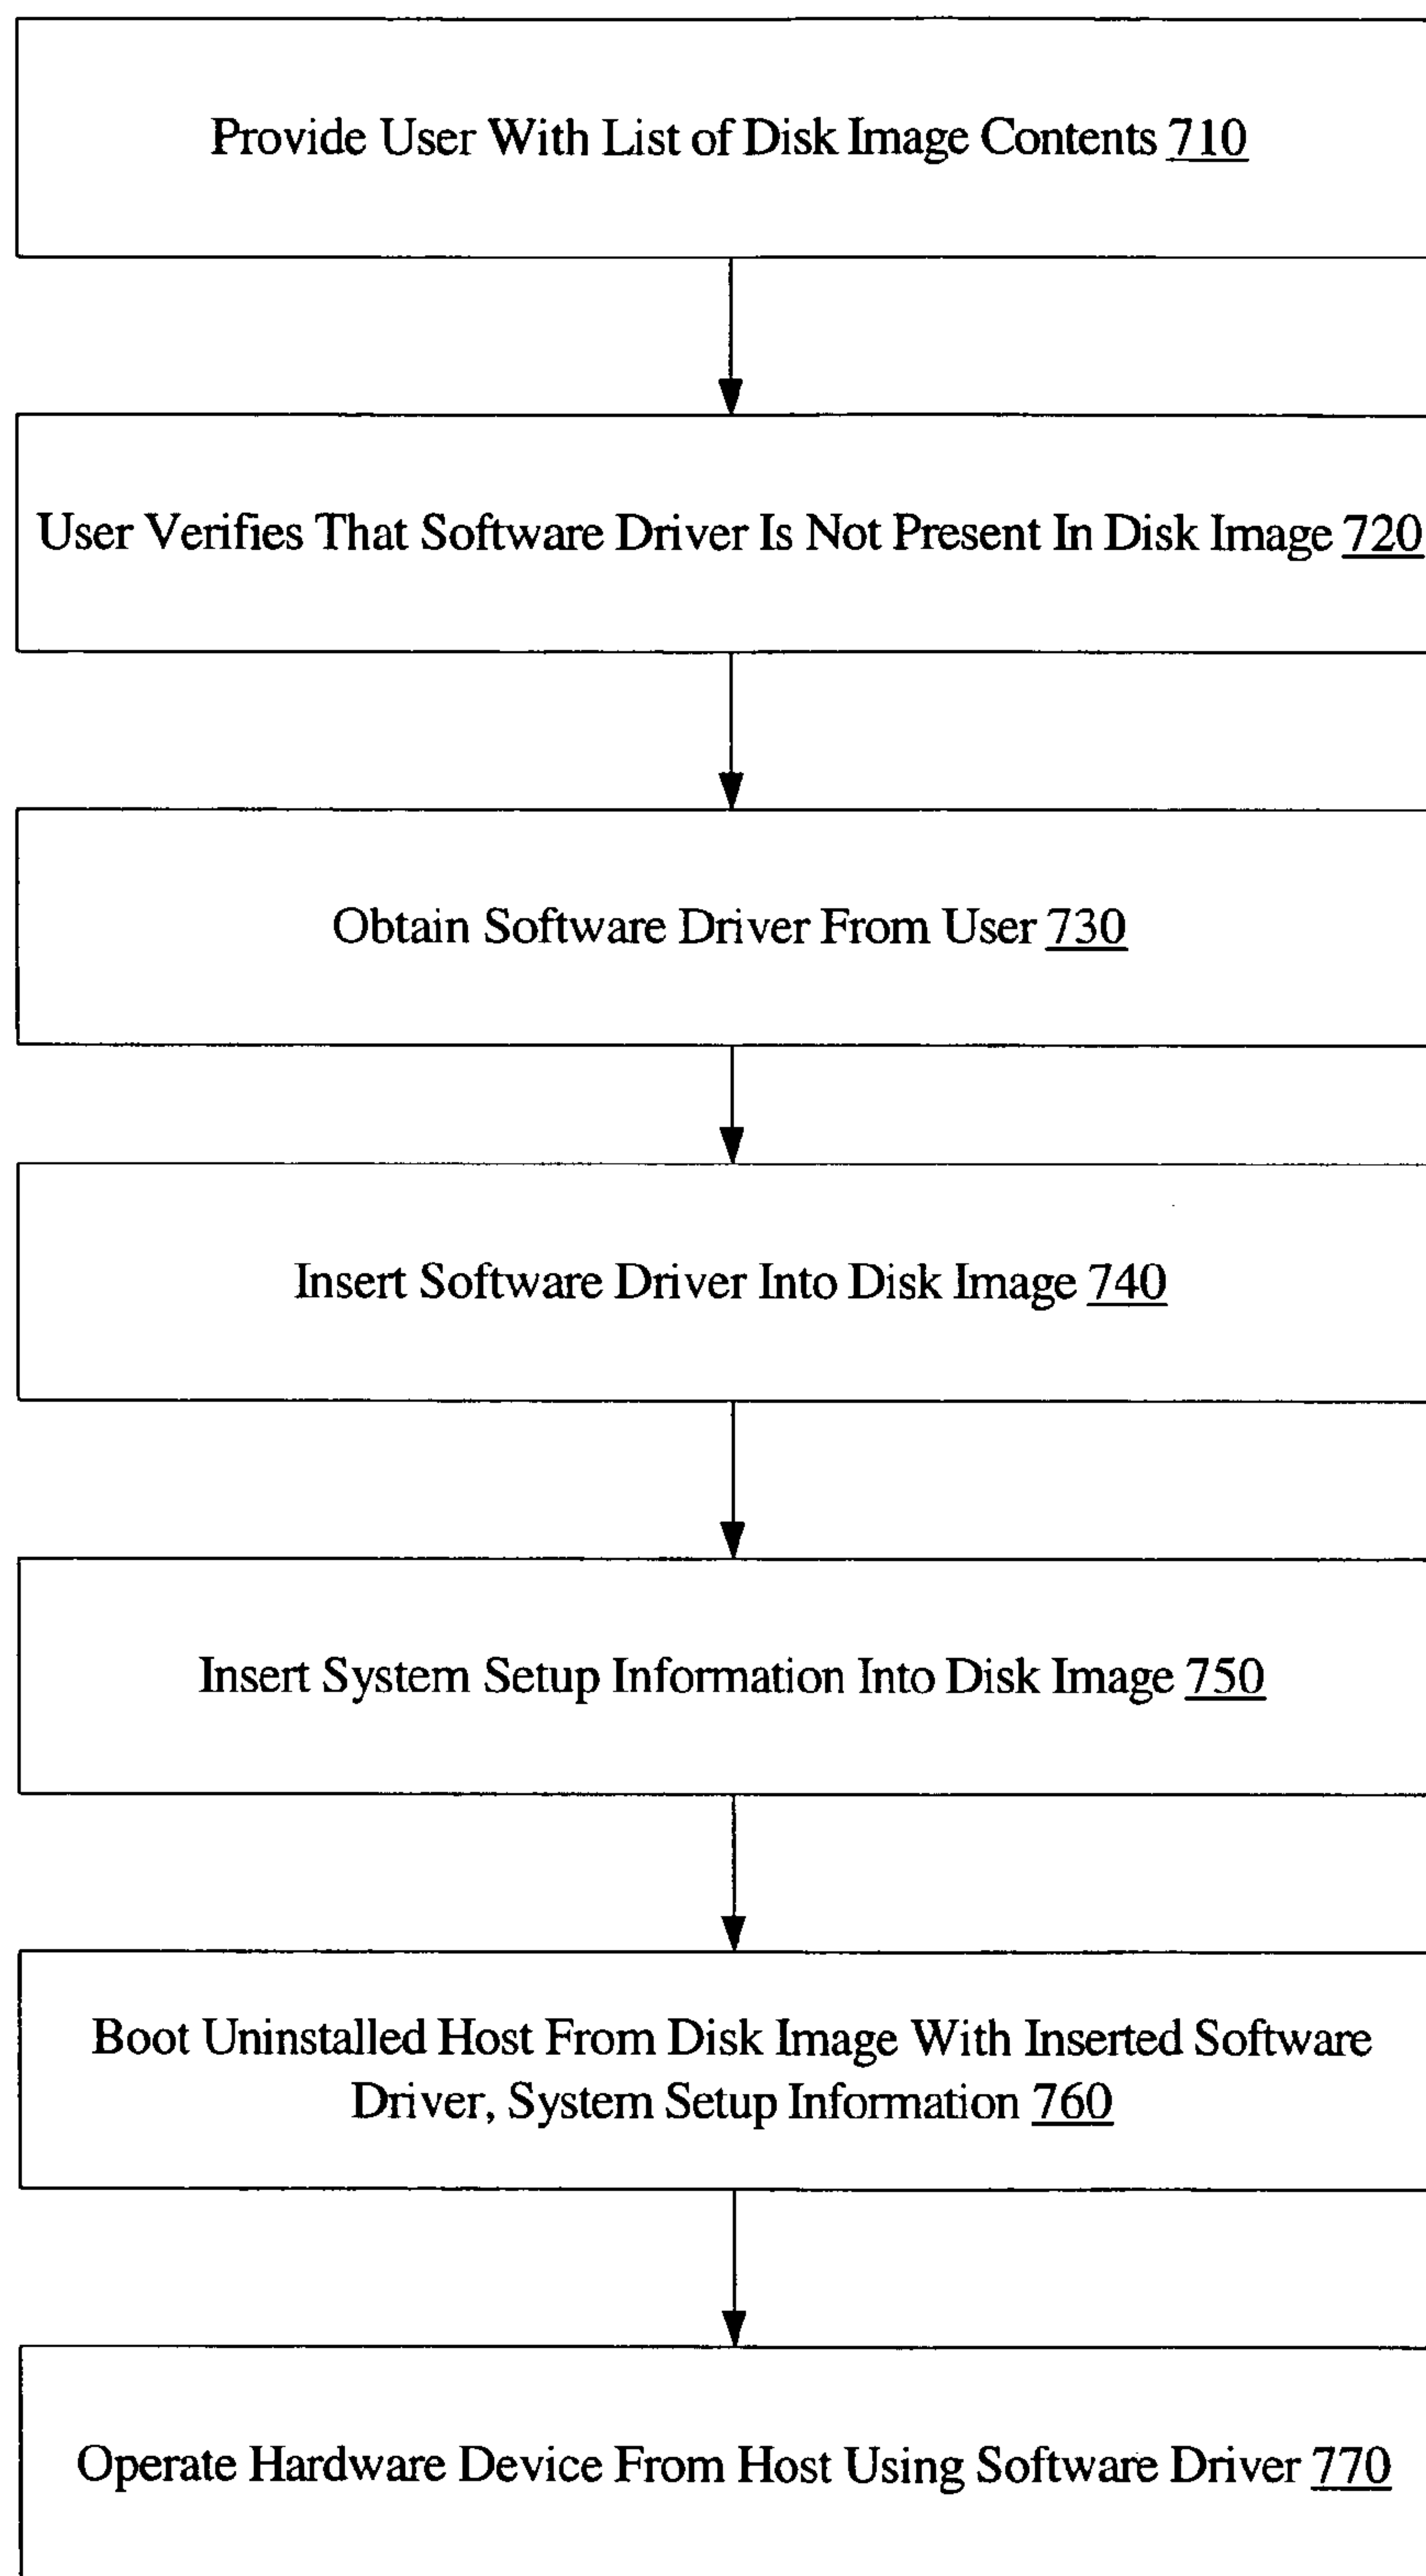 Provide User With List of Disk Image Contents 710
User Verifies That Software Driver Is Not Present In Disk Image 720
Obtain Software Driver From User 730
Insert Software Driver Into Disk Image 740
Insert System Setup Information Into Disk Image 750
Boot Uninstalled Host From Disk Image With Inserted Software
Driver, System Setup Information 760
Operate Hardware Device From Host Using Software Driver 770